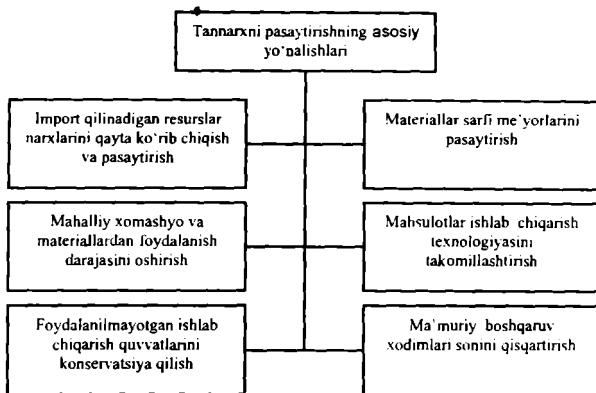 Tannarxni pasaytirishning asosiy
yo‘nalishlari
Import qilinadigan resurslar
narxlarini qayta ko‘rib chiqish
va pasaytirish
Materiallar sarfi me’yorlarini
pasaytirish
Mahalliy xomashyo va
materiallardan foydalanish
darajasini oshirish
Mahsulotlar ishlab chiqarish
texnologiyasini
takomillashtirish
Foydalanilmayotgan ishlab
chiqarish quvvatlarini
konservatsiya qilish
Ma’muriy boshqaruv
xodimlari sonini qisqartirish